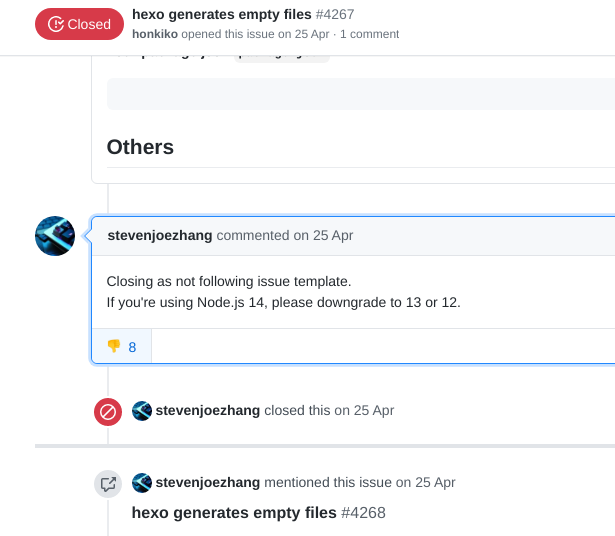 Closed
hexo generates empty files #4267
honkiko opened this issue on 25 Apr · 1 comment
Others
stevenjoezhang commented on 25 Apr
Closing as not following issue template.
If you're using Node.js 14, please downgrade to 13 or 12.
8
stevenjoezhang closed this on 25 Apr
stevenjoezhang mentioned this issue on 25 Apr
hexo generates empty files #4268